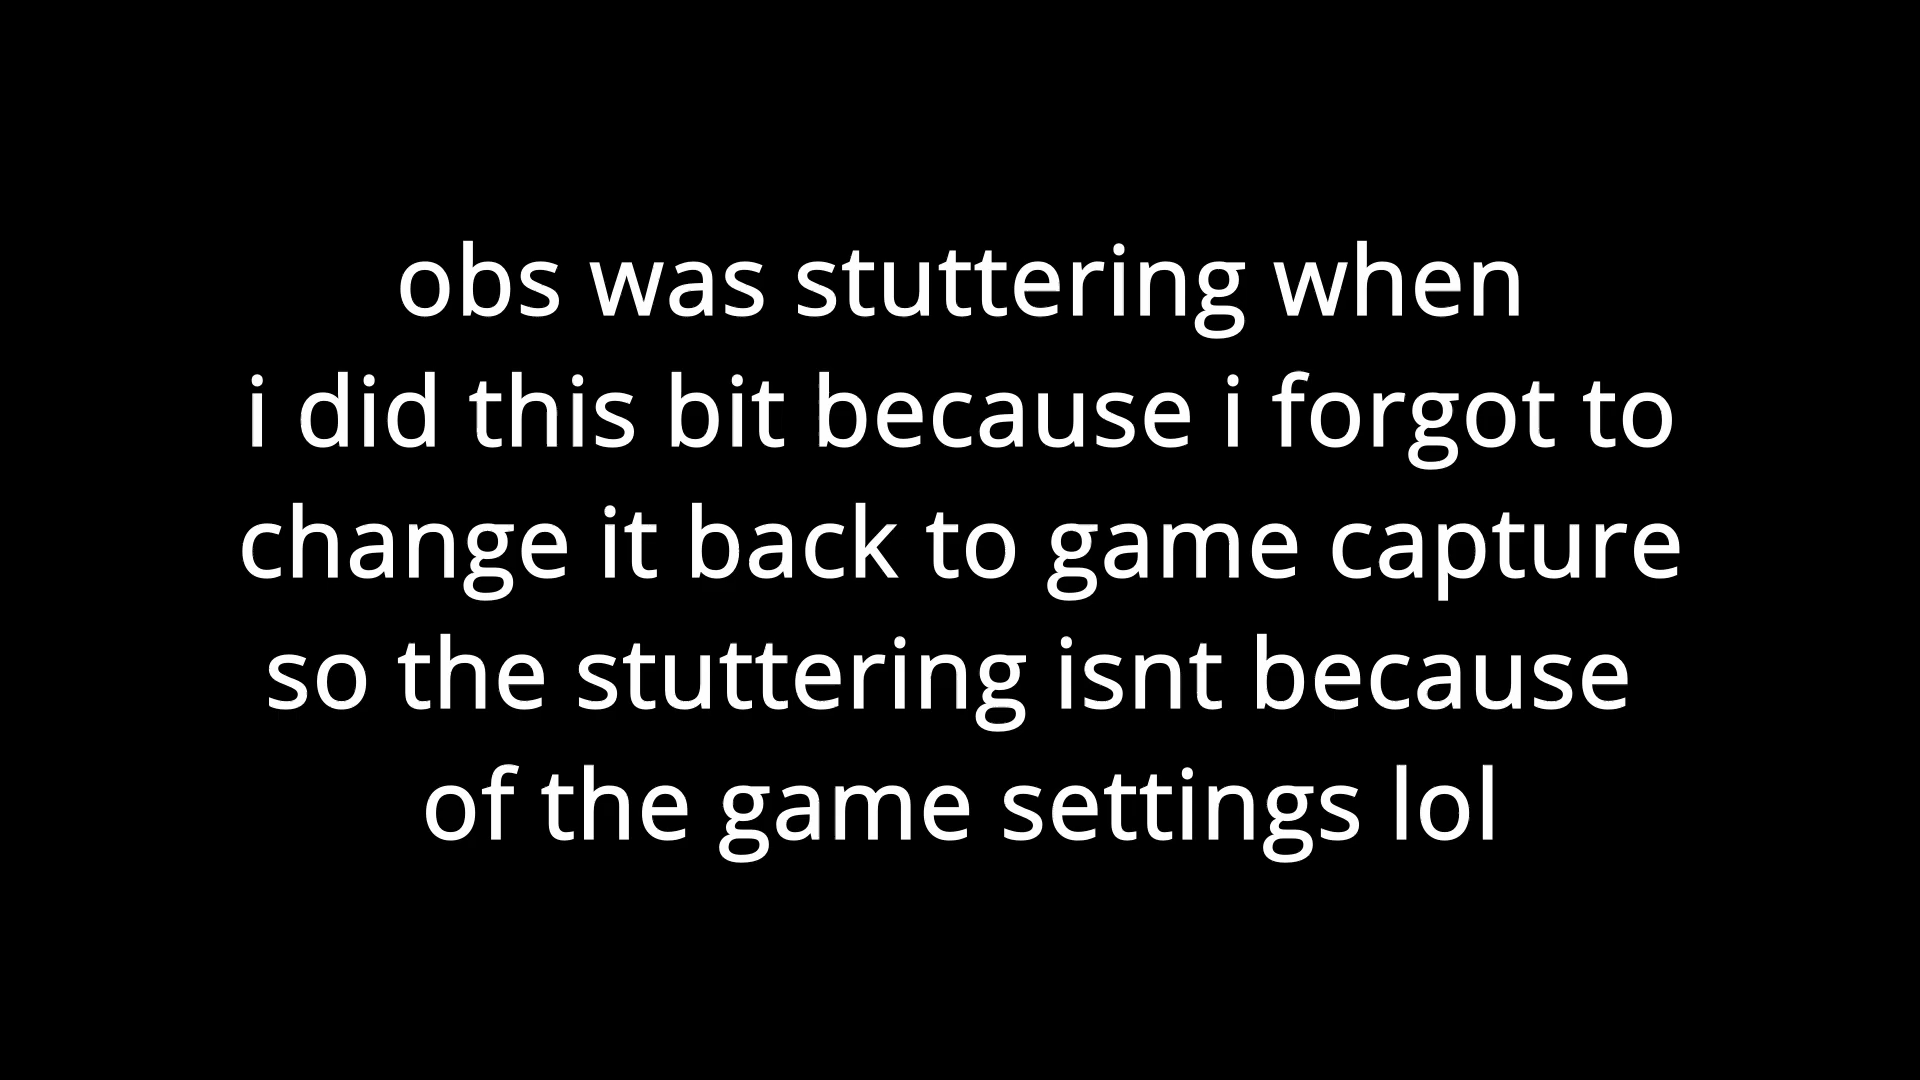 obs was stuttering when
i did this bit because i forgot to
change it back to game capture
so the stuttering isnt because
of the game settings lol